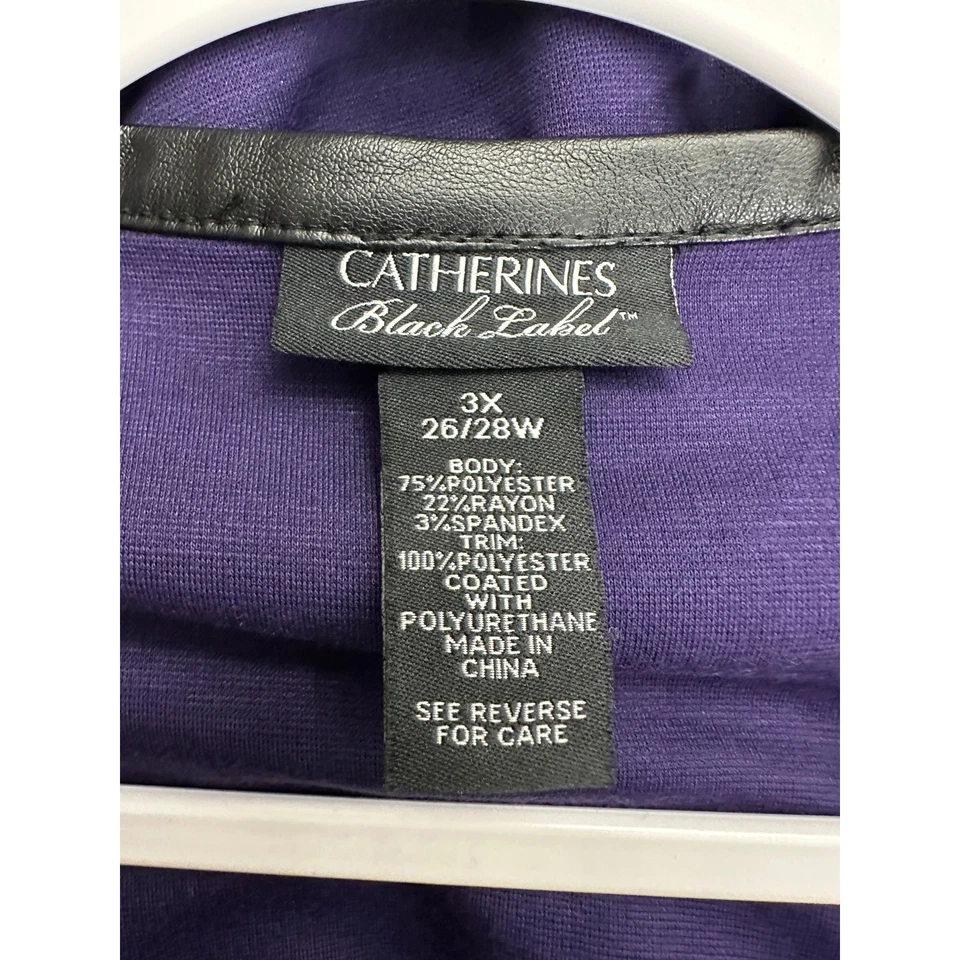 CATHERINES
Black Label™
3X
26/28W
BODY:
75%POLYESTER
22%RAYON
3%SPANDEX
TRIM:
100%POLYESTER
COATED
WITH
POLYURETHANE
MADE IN
CHINA
SEE REVERSE
FOR CARE